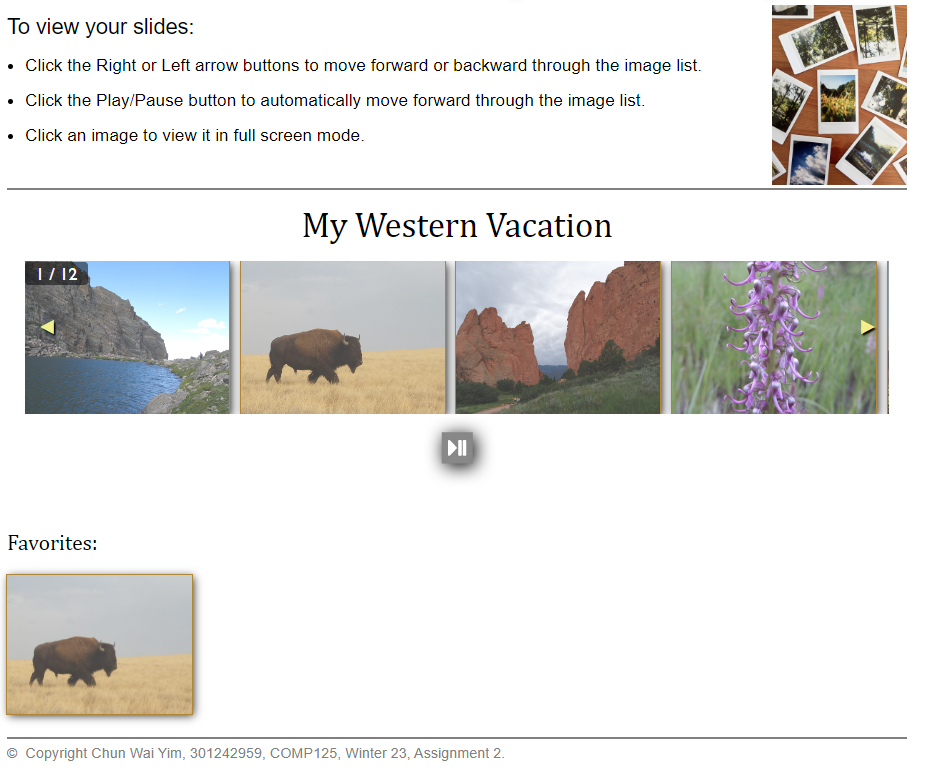 To view your slides:
• Click the Right or Left arrow buttons to move forward or backward through the image list.
• Click the Play/Pause button to automatically move forward through the image list.
• Click an image to view it in full screen mode.
My Western Vacation
1 / 12
Favorites:
© Copyright Chun Wai Yim, 301242959, COMP125, Winter 23, Assignment 2.